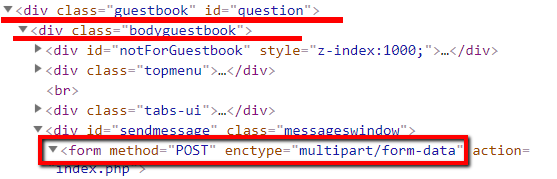 ▼<div class="guestbook" id="question">
▼<div class="bodyguestbook">
▶<div id="notForGuestbook" style="z-index:1000;">…</div>
▶<div class="topmenu">…</div>
<br>
▶<div class="tabs-ui">…</div>
▼<div id="sendmessage" class="messageswindow">
▼<form method="POST" enctype="multipart/form-data" action=
index.php">